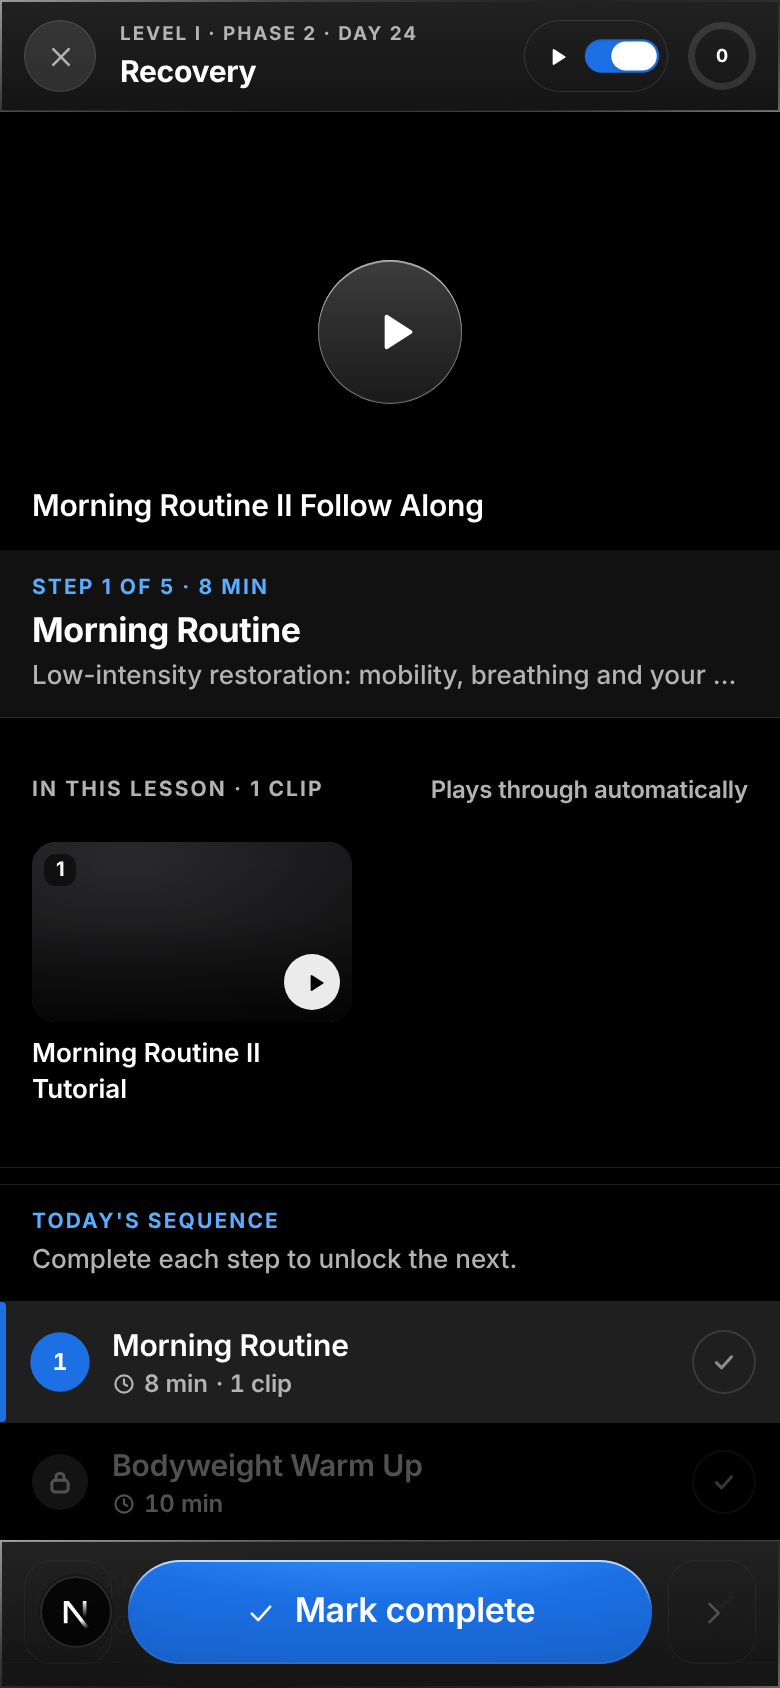 LEVEL I · PHASE 2 · DAY 24
Recovery
0
Morning Routine II Follow Along
STEP 1 OF 5 · 8 MIN
Morning Routine
Low-intensity restoration: mobility, breathing and your ...
IN THIS LESSON · 1 CLIP
Plays through automatically
1
Morning Routine II
Tutorial
TODAY'S SEQUENCE
Complete each step to unlock the next.
1
Morning Routine
8 min · 1 clip
Bodyweight Warm Up
10 min
N
Mark complete